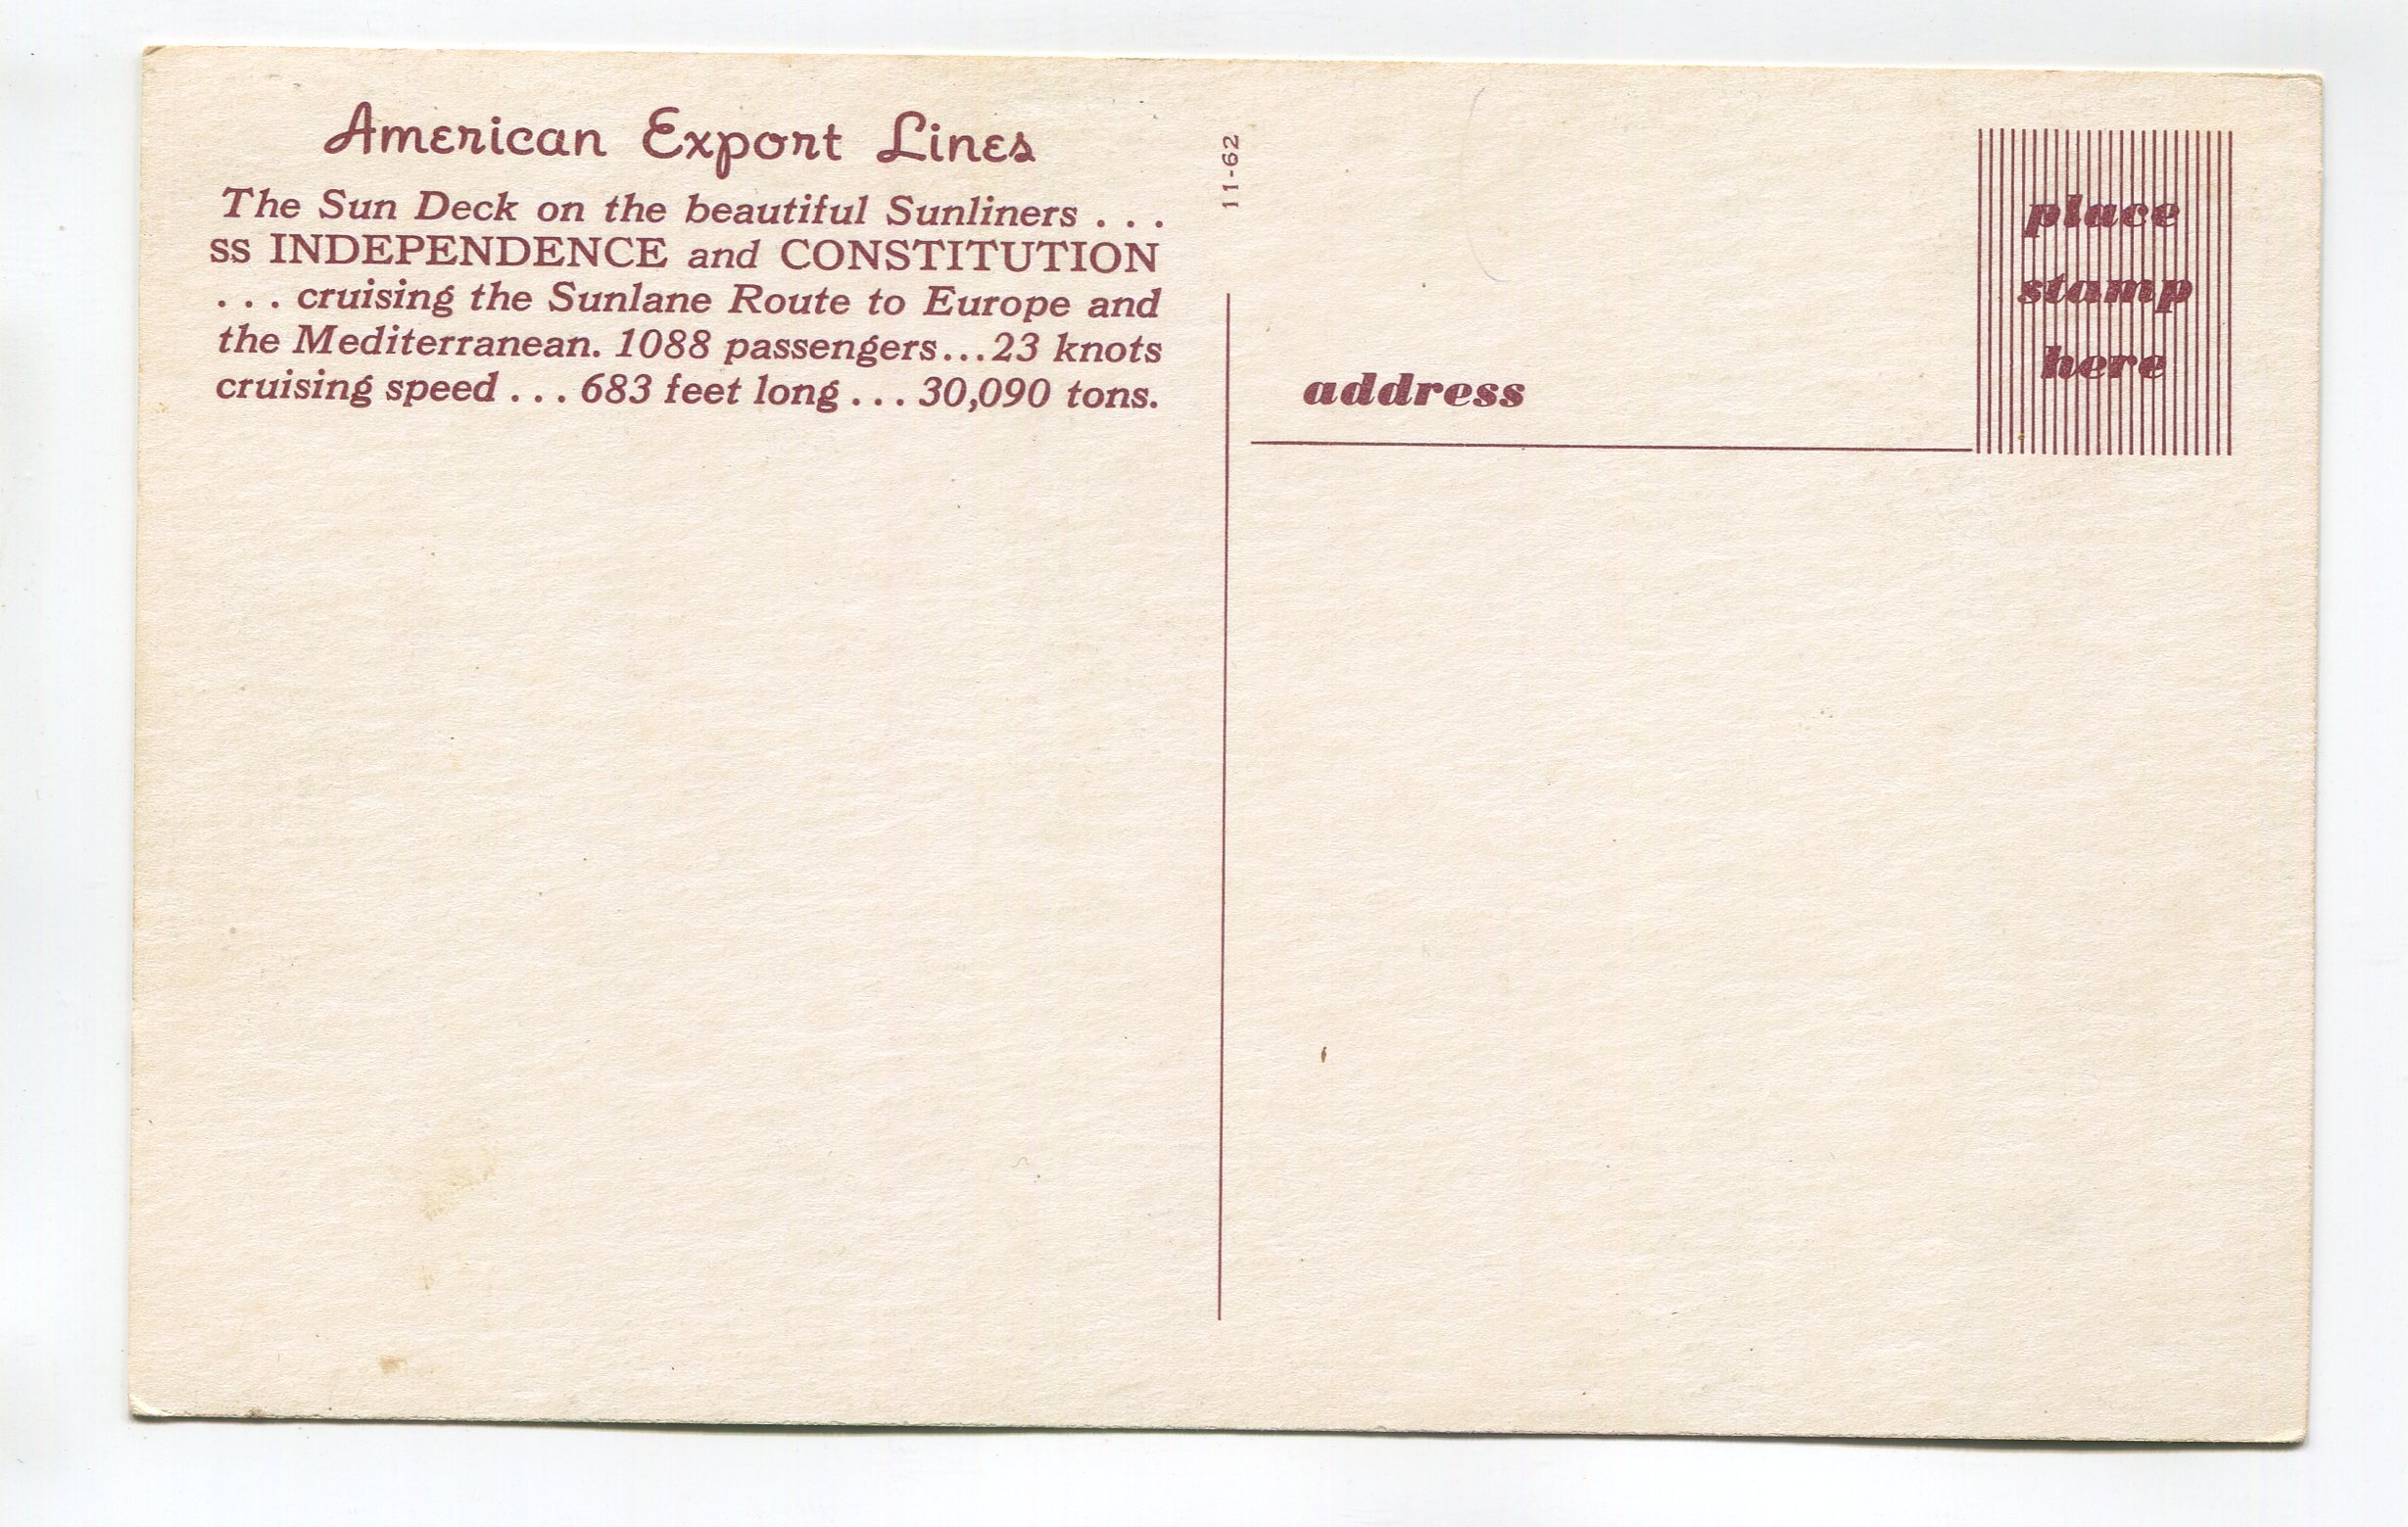 American Export Lines
The Sun Deck on the beautiful Sunliners . . .
ss INDEPENDENCE and CONSTITUTION
. . . cruising the Sunlane Route to Europe and
the Mediterranean. 1088 passengers...23 knots
cruising speed . . . 683 feet long . . . 30,090 tons.
11-62
address
place
stamp
here